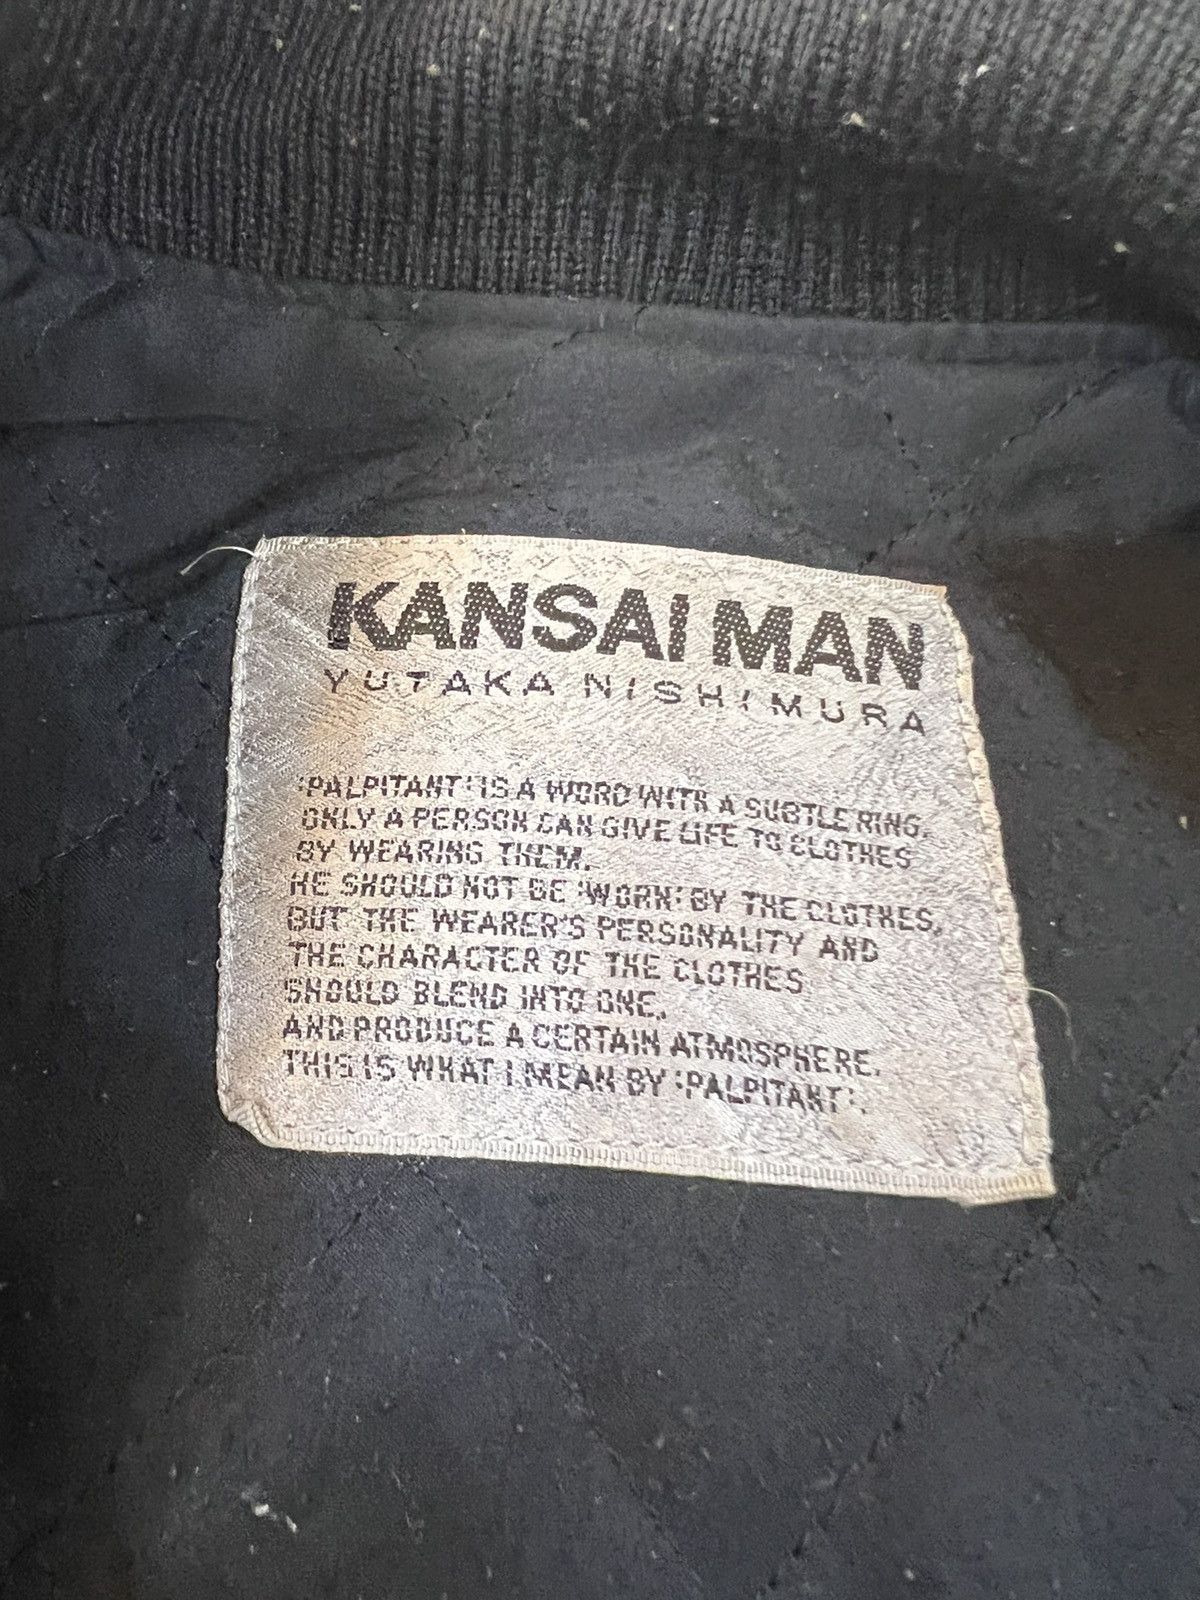 KANSAI MAN
YUTAKA NISHIMURA
'PALPITANT' IS A WORD WITH A SUBTLE RING.
ONLY A PERSON CAN GIVE LIFE TO CLOTHES
BY WEARING THEM.
HE SHOULD NOT BE 'WORN' BY THE CLOTHES,
BUT THE WEARER'S PERSONALITY AND
THE CHARACTER OF THE CLOTHES
SHOULD BLEND INTO ONE,
AND PRODUCE A CERTAIN ATMOSPHERE.
THIS IS WHAT I MEAN BY 'PALPITANT'.